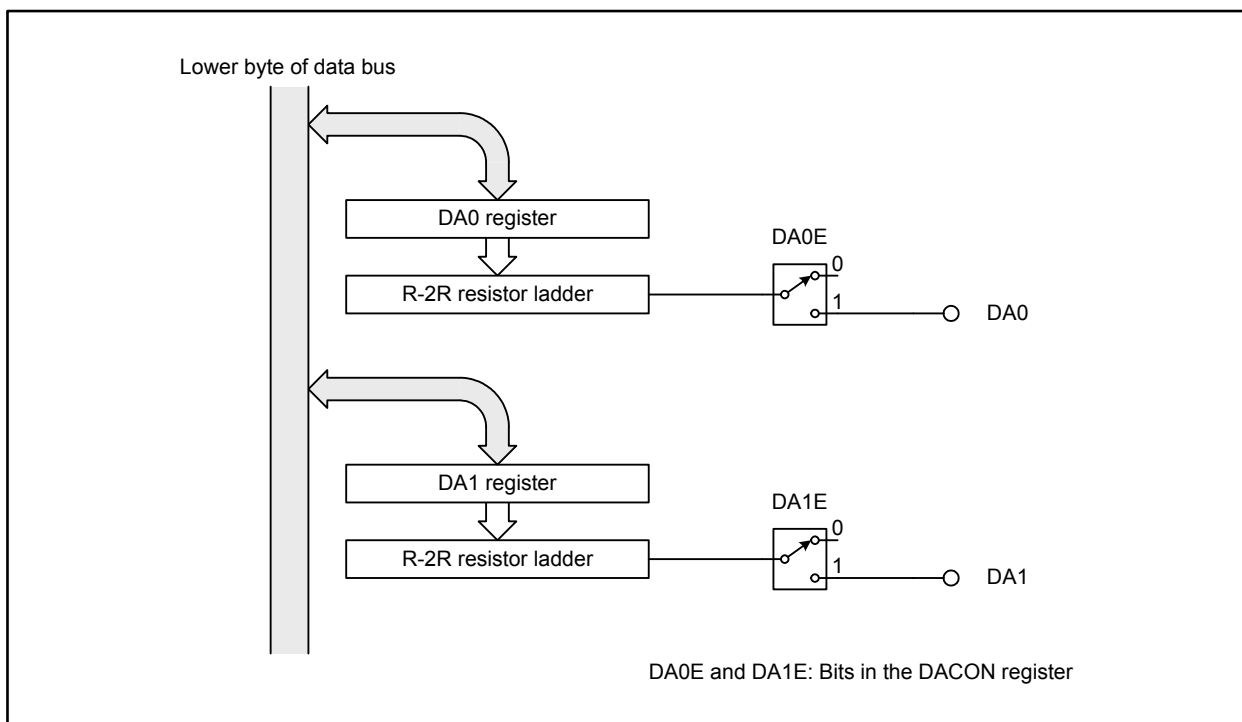 Lower byte of data bus
DA0 register
DA0E
R-2R resistor ladder
0
1
DA0
DA1 register
DA1E
R-2R resistor ladder
0
1
DA1
DA0E and DA1E: Bits in the DACON register